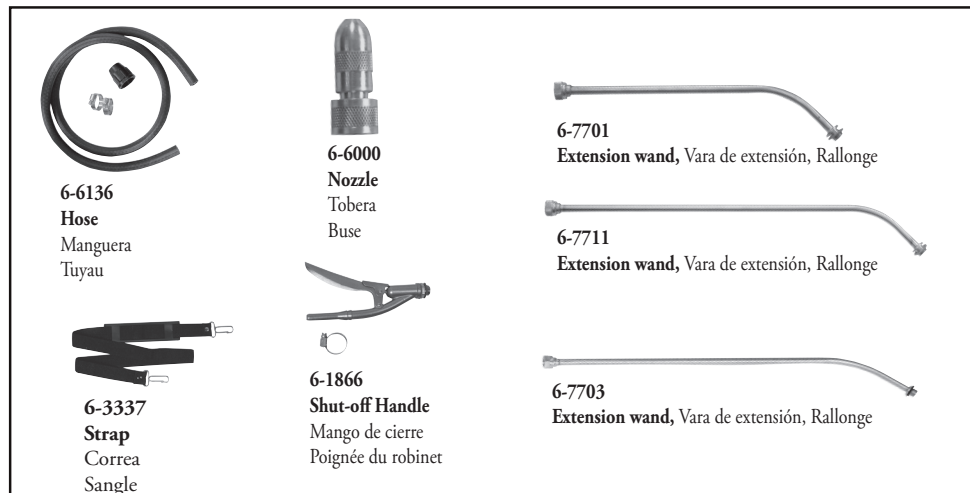 6-6136
Hose
Manguera
Tuyau
6-6000
Nozzle
Tobera
Buse
6-7701
Extension wand, Vara de extensión, Rallonge
6-7711
Extension wand, Vara de extensión, Rallonge
6-3337
Strap
Correa
Sangle
6-1866
Shut-off Handle
Mango de cierre
Poignée du robinet
6-7703
Extension wand, Vara de extensión, Rallonge